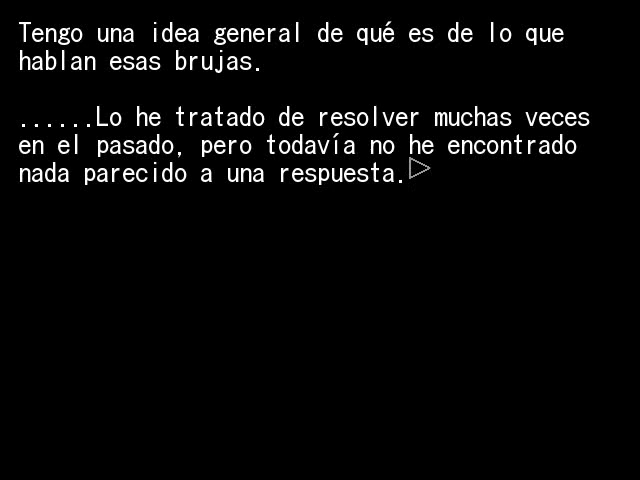 Tengo una idea general de qué es de lo que
hablan esas brujas.
......Lo he tratado de resolver muchas veces
en el pasado, pero todavía no he encontrado
nada parecido a una respuesta.